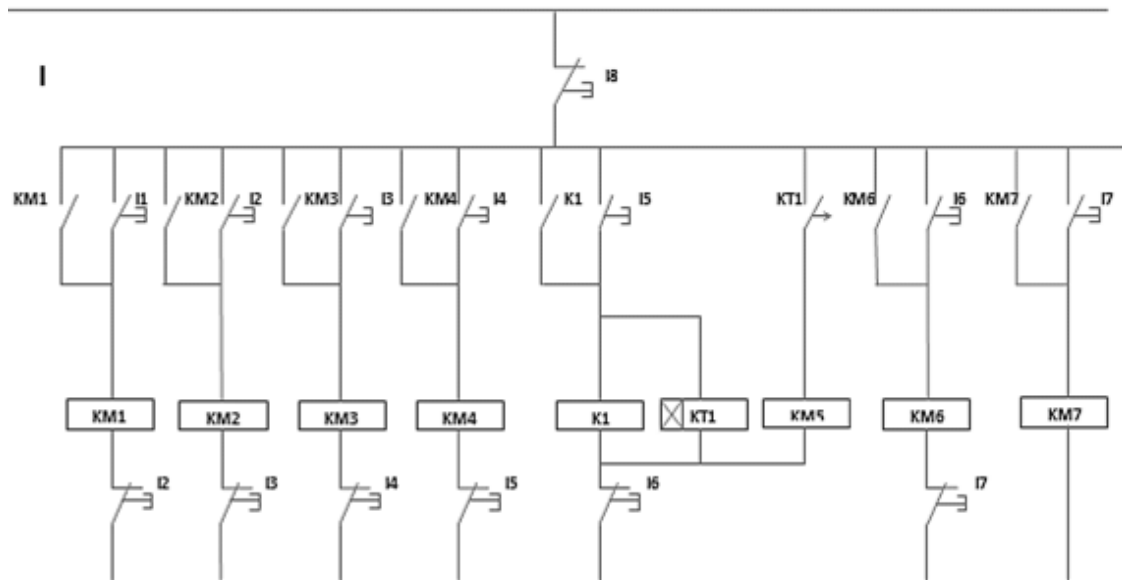 I
I8
KM1 I1 KM2 I2 KM3 I3 KM4 I4 K1 I5 KT1 KM6 I6 KM7 I7
KM1 KM2 KM3 KM4 K1 KT1 KM5 KM6 KM7
I2 I3 I4 I5 I6 I7